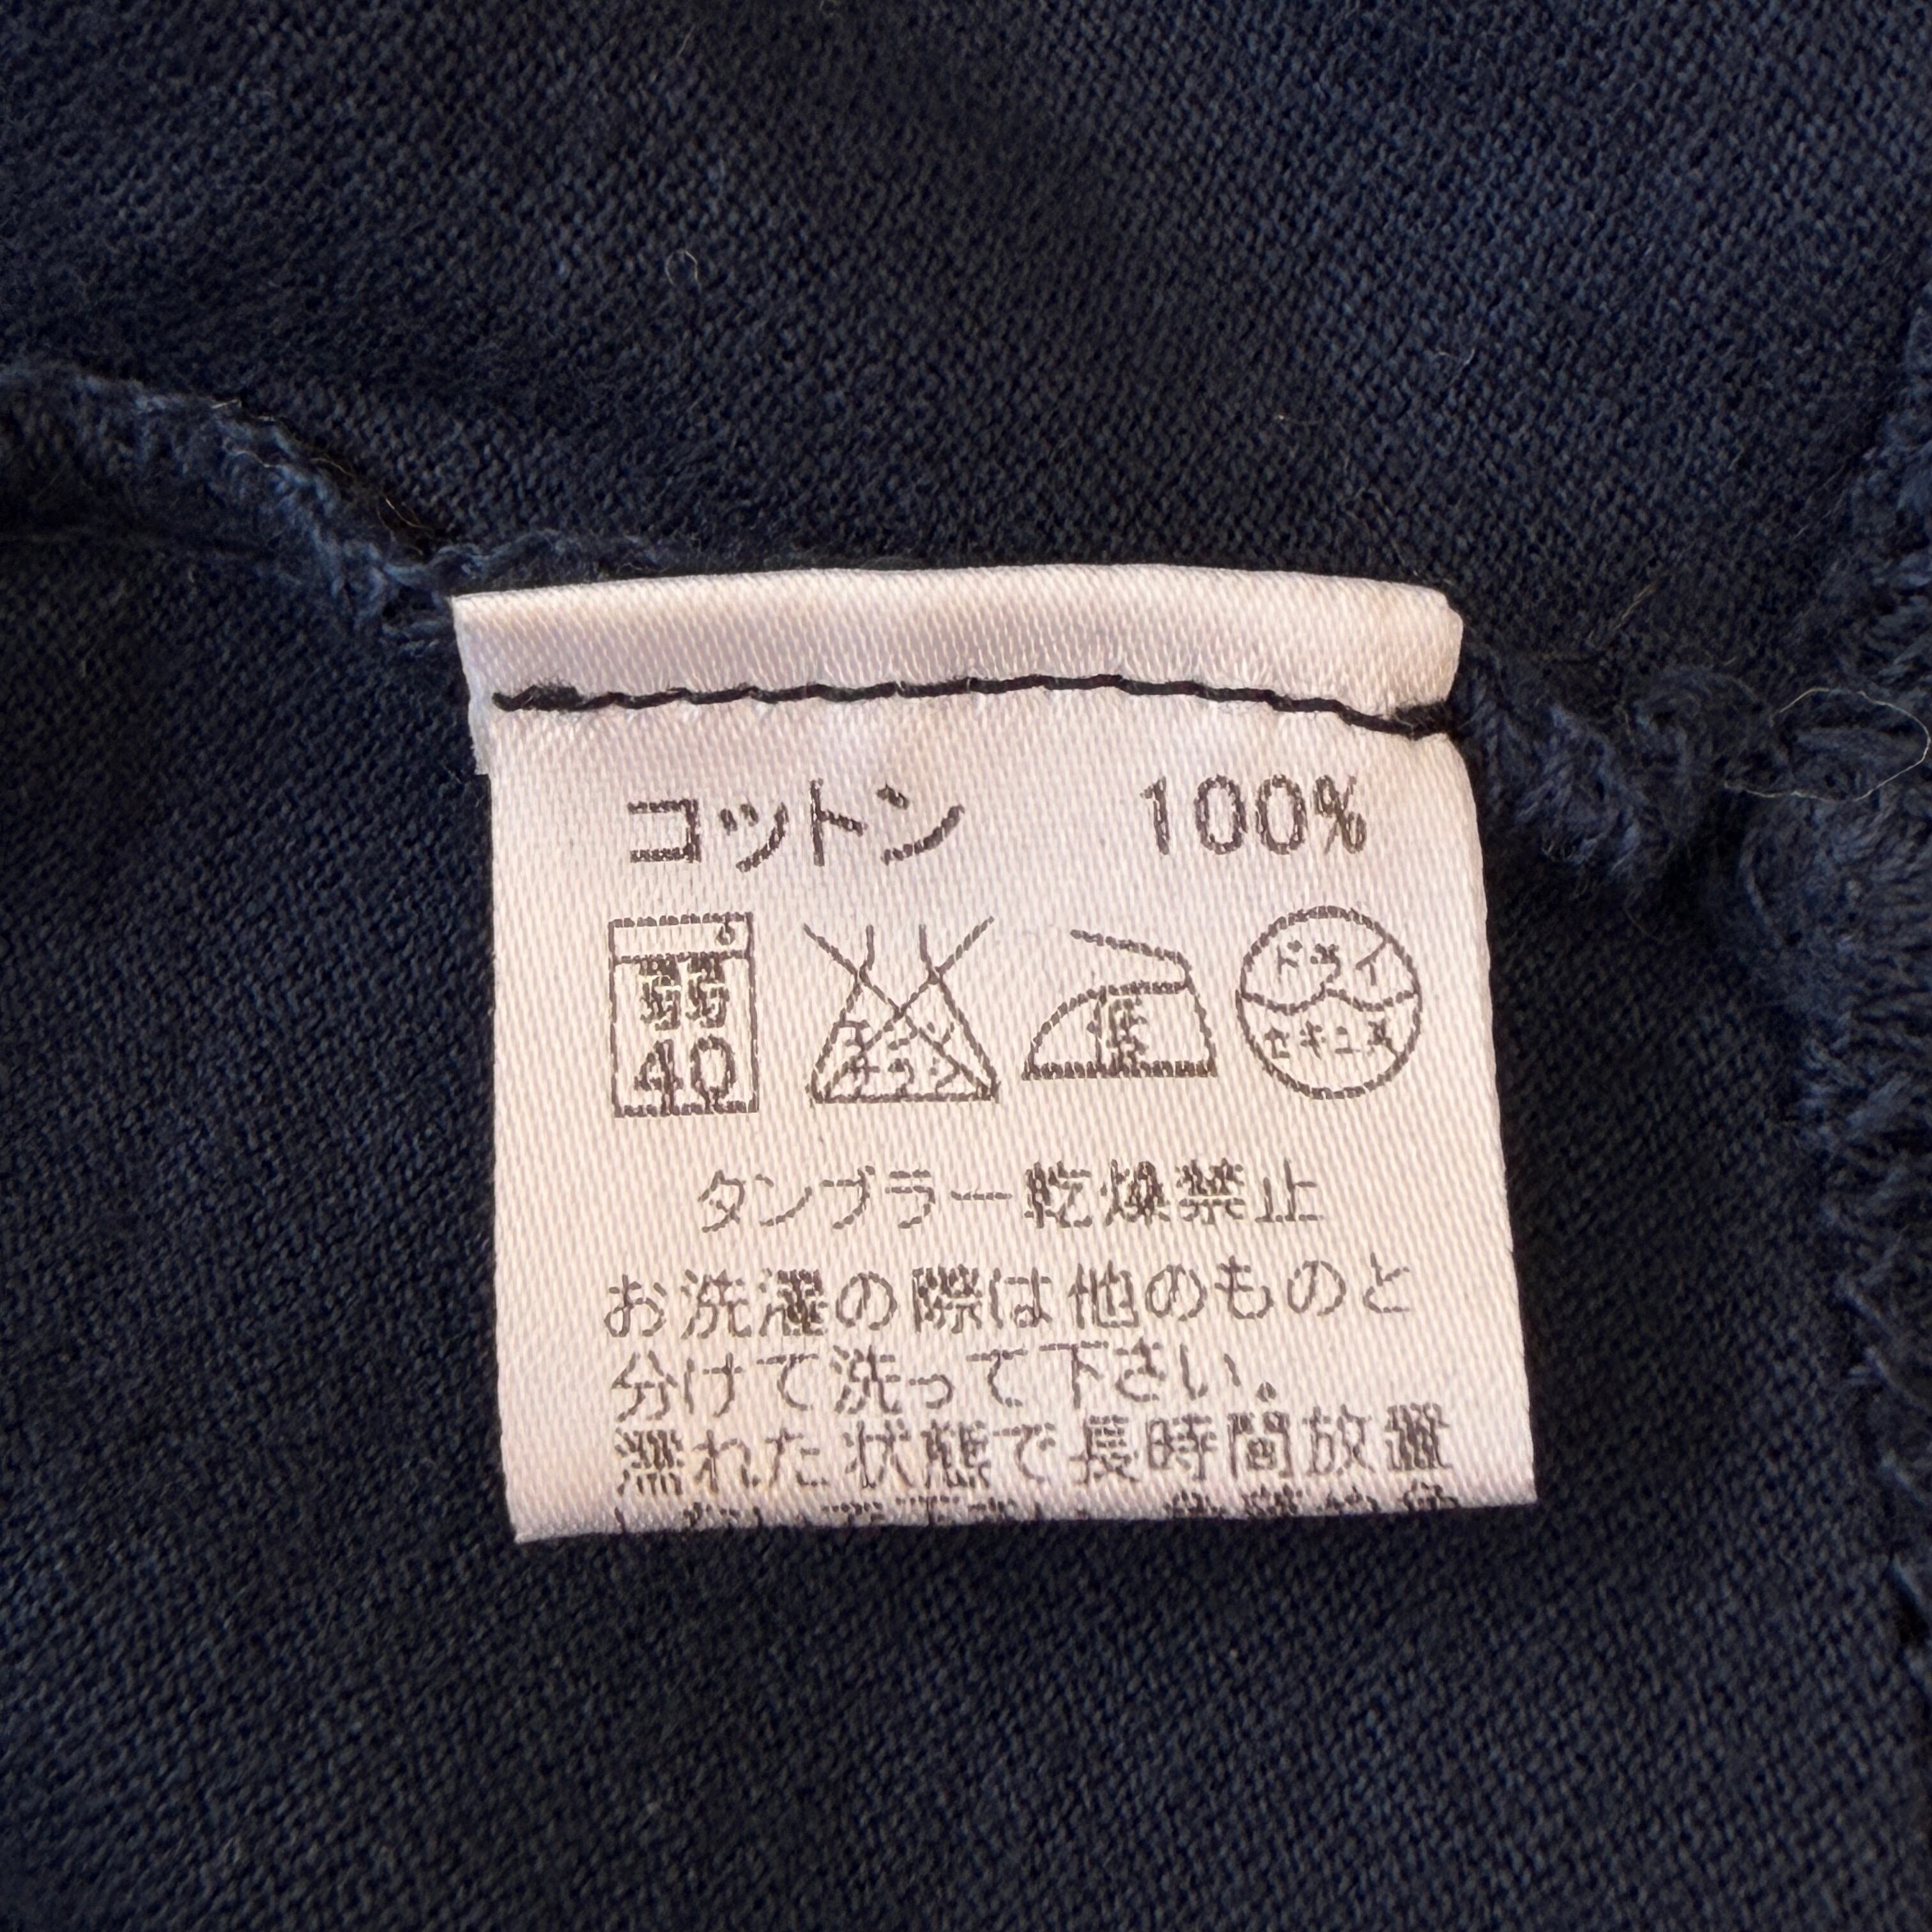 コットン 100%
弱
40
エンソ
サラシ
低
ドライ
セキユ系
タンブラー乾燥禁止
お洗濯の際は他のものと
分けて洗って下さい。
濡れた状態で長時間放置